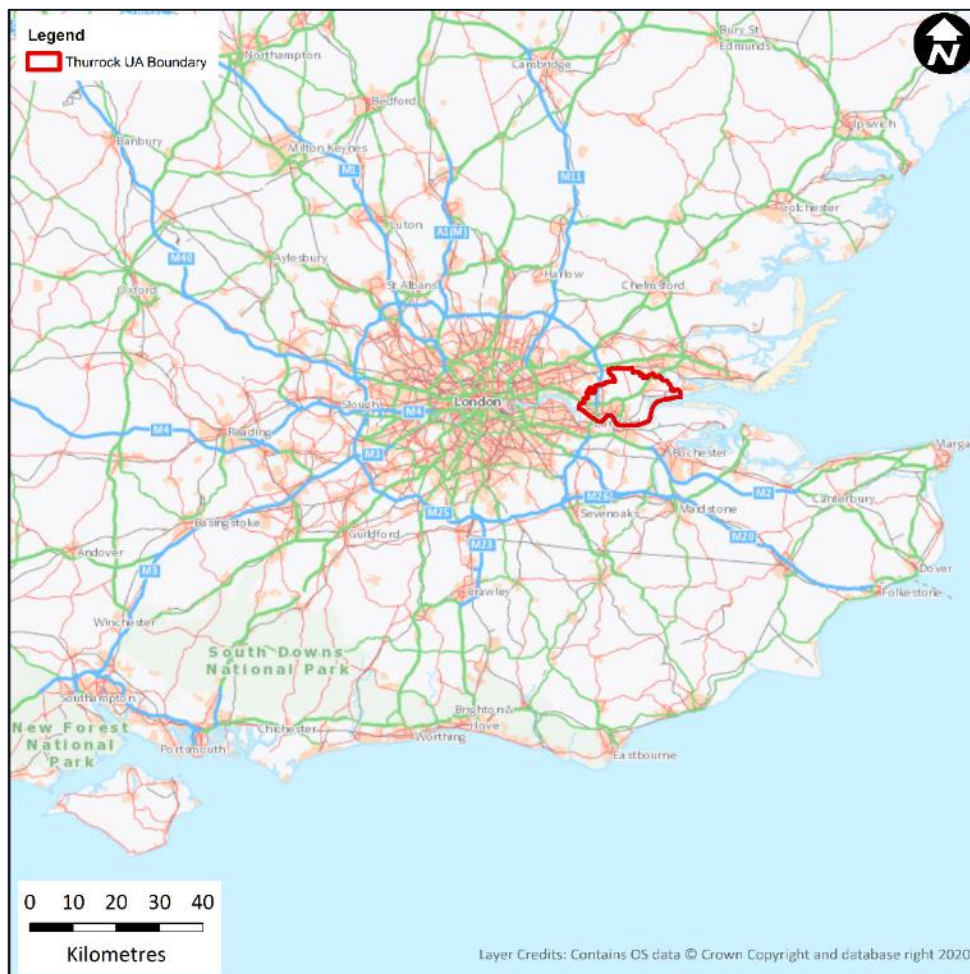 Legend
Thurrock UA Boundary
N
Bury St
Edmunds
Northampton
Cambridge
Bedford
Ipswich
Banbury
Milton Keynes
M1
M11
Colchester
Luton
A1(M)
M40
Aylesbury
Harlow
St Albans
Chelmsford
Oxford
London
Slough
M4
M4
Reading
Rochester
Marga
M3
M26
M2
Canterbury
M25
Sevenoaks
Maidstone
Basingstoke
Guildford
M23
M20
Andover
M3
Dover
Crawley
Folkestone
Winchester
South Downs
National Park
Southampton
Brighton &
Hove
New Forest
National
Park
Chichester
Worthing
Portsmouth
Eastbourne
0 10 20 30 40
Kilometres
Layer Credits: Contains OS data © Crown Copyright and database right 2020